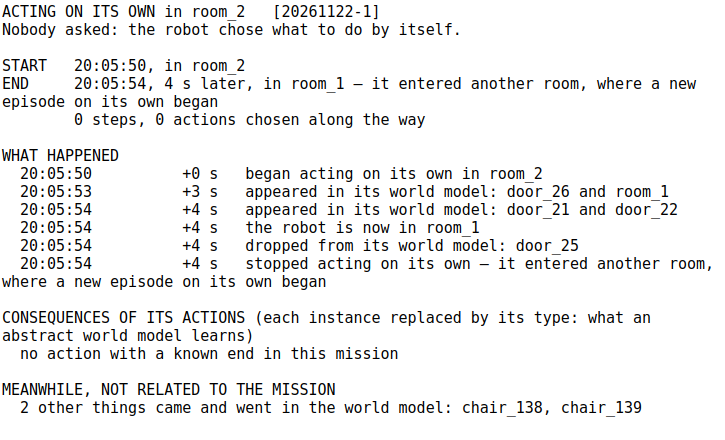 ACTING ON ITS OWN in room_2   [20261122-1]
Nobody asked: the robot chose what to do by itself.

START   20:05:50, in room_2
END     20:05:54, 4 s later, in room_1 — it entered another room, where a new
episode on its own began
        0 steps, 0 actions chosen along the way

WHAT HAPPENED
  20:05:50        +0 s   began acting on its own in room_2
  20:05:53        +3 s   appeared in its world model: door_26 and room_1
  20:05:54        +4 s   appeared in its world model: door_21 and door_22
  20:05:54        +4 s   the robot is now in room_1
  20:05:54        +4 s   dropped from its world model: door_25
  20:05:54        +4 s   stopped acting on its own — it entered another room,
where a new episode on its own began

CONSEQUENCES OF ITS ACTIONS (each instance replaced by its type: what an
abstract world model learns)
  no action with a known end in this mission

MEANWHILE, NOT RELATED TO THE MISSION
  2 other things came and went in the world model: chair_138, chair_139